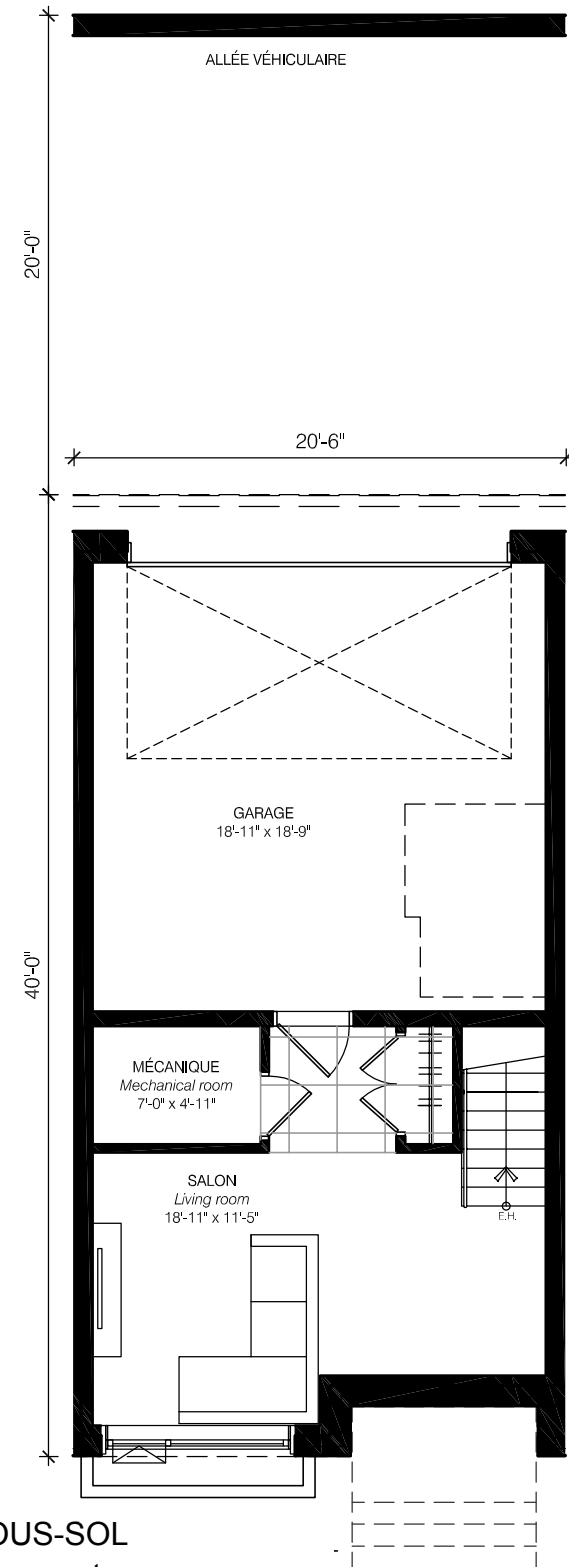 ALLÉE VÉHICULAIRE
20'-0"
20'-6"
GARAGE
18'-11" x 18'-9"
40'-0"
MÉCANIQUE
Mechanical room
7'-0" x 4'-11"
SALON
Living room
18'-11" x 11'-5"
E.H.
OUS-SOL